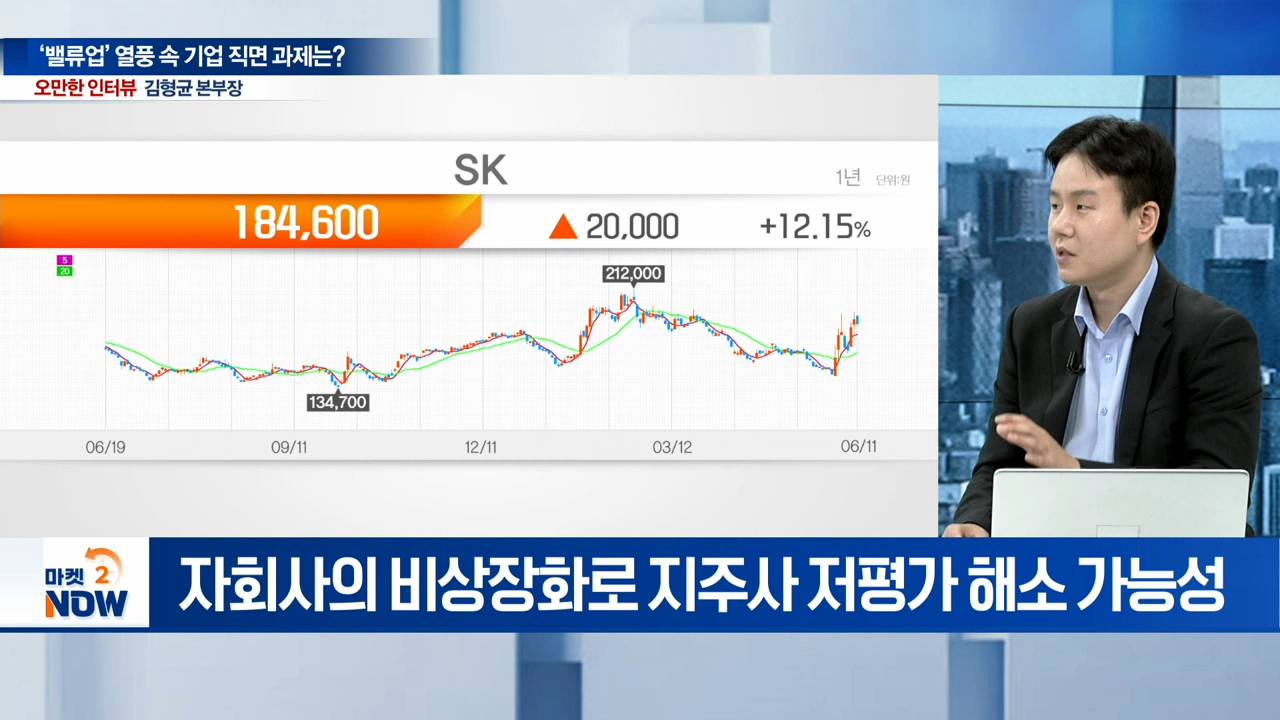 ‘밸류업’ 열풍 속 기업 직면 과제는?
오만한 인터뷰 김형균 본부장
SK
1년 단위:원
184,600 ▲ 20,000 +12.15%
5
20
212,000
134,700
06/19 09/11 12/11 03/12 06/11
마켓 2
NOW
자회사의 비상장화로 지주사 저평가 해소 가능성